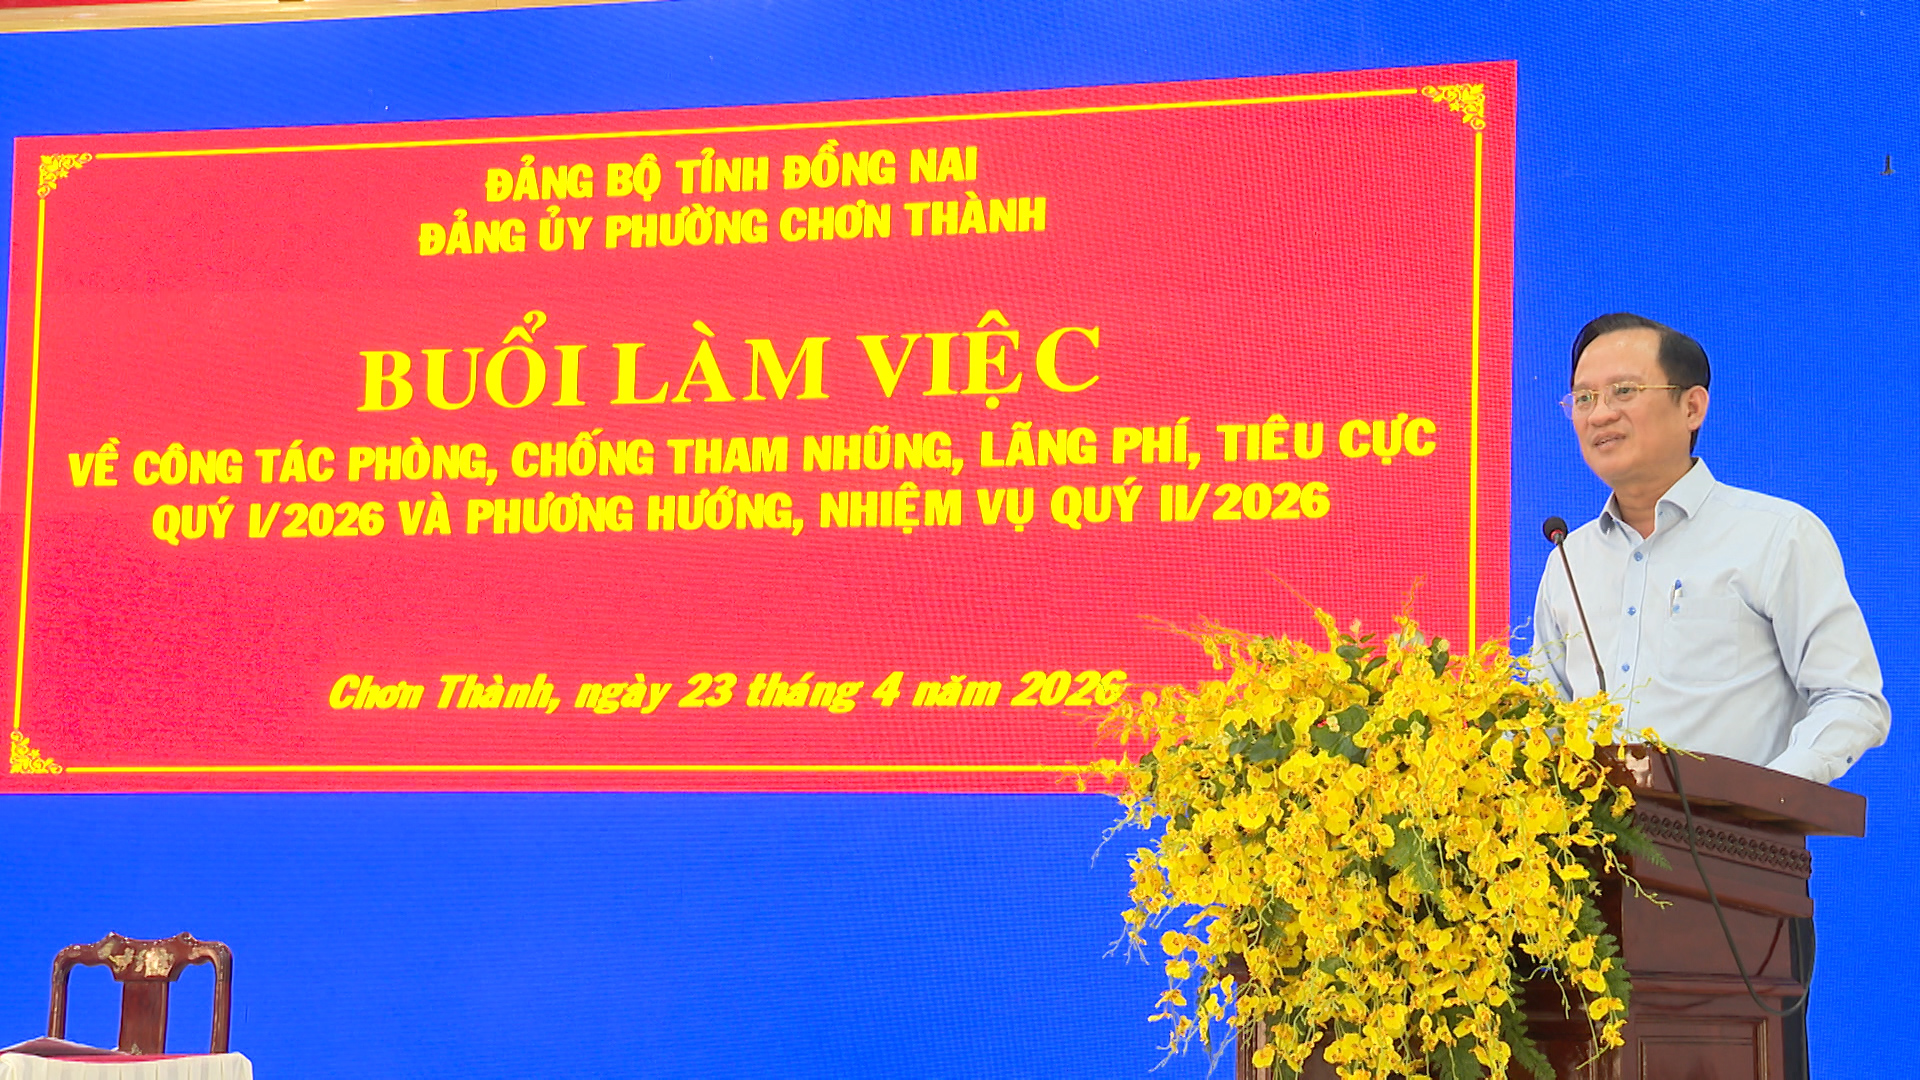 ĐẢNG BỘ TỈNH ĐỒNG NAI
ĐẢNG ỦY PHƯỜNG CHƠN THÀNH
BUỔI LÀM VIỆC
VỀ CÔNG TÁC PHÒNG, CHỐNG THAM NHŨNG, LÃNG PHÍ, TIÊU CỰC
QUÝ I/2026 VÀ PHƯƠNG HƯỚNG, NHIỆM VỤ QUÝ II/2026
Chơn Thành, ngày 23 tháng 4 năm 2026